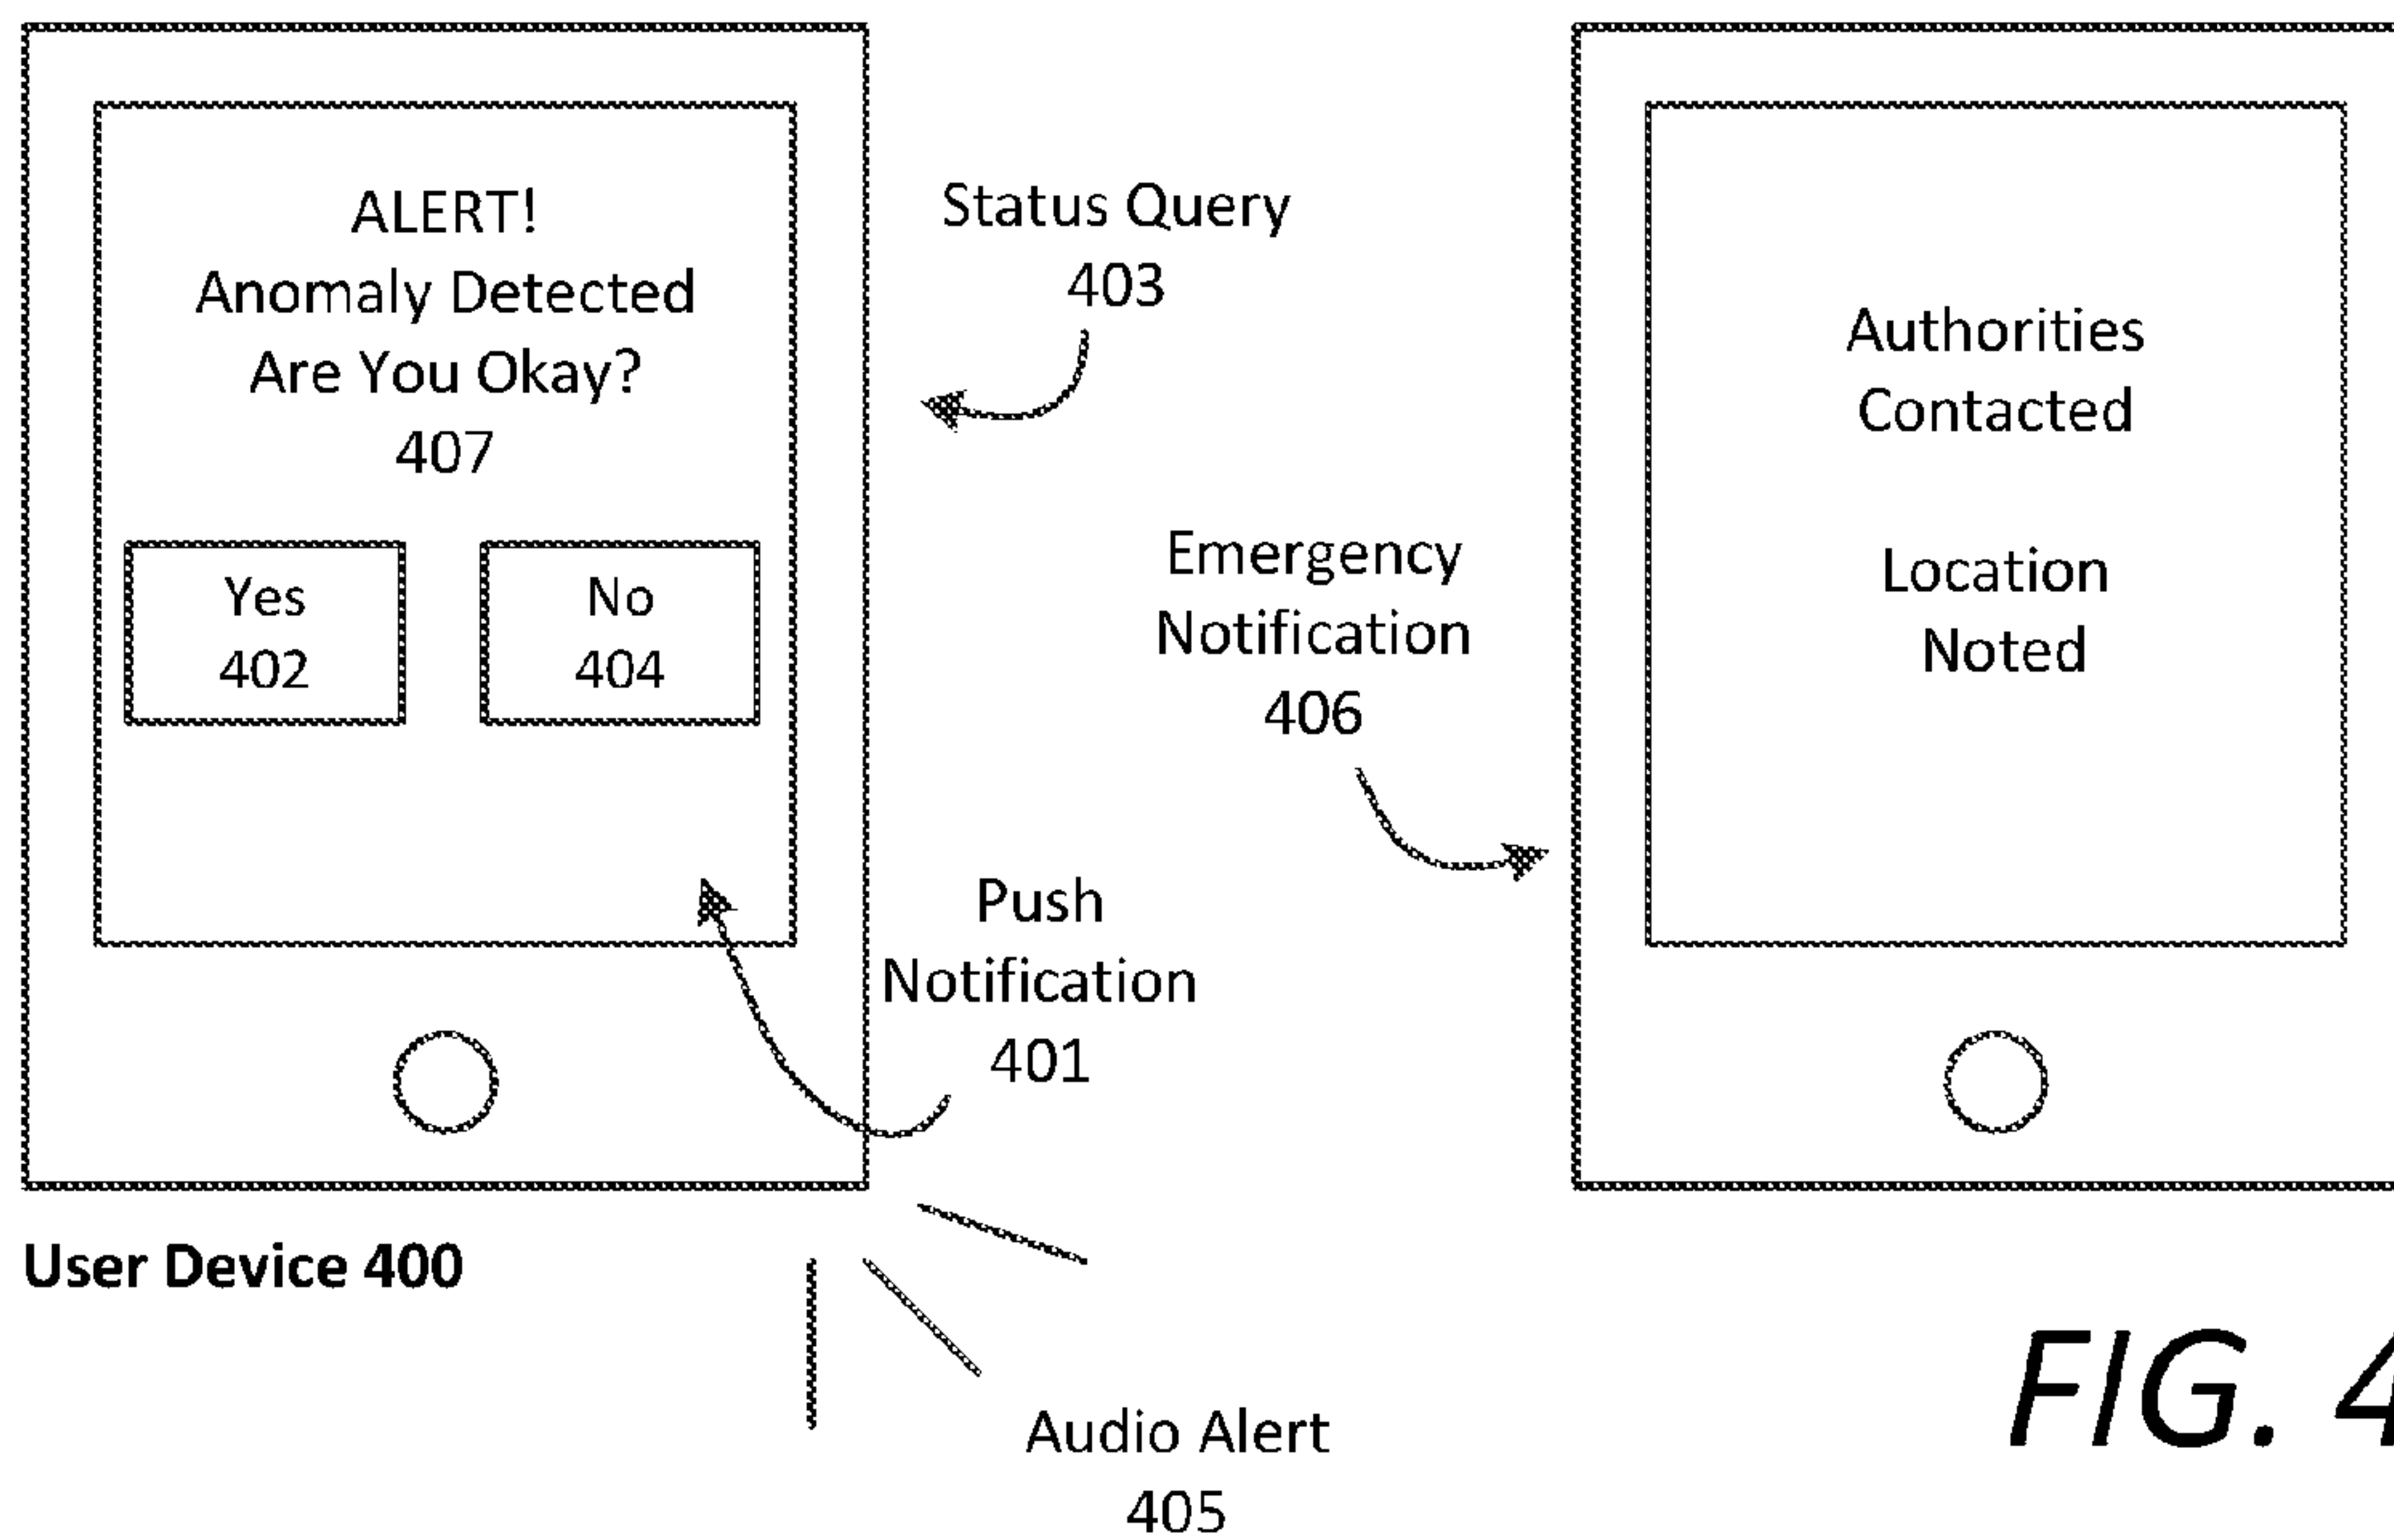 ALERT!
Anomaly Detected
Are You Okay?
407
Yes
402
No
404
Status Query
403
Emergency
Notification
406
Push
Notification
401
Authorities
Contacted
Location
Noted
User Device 400
Audio Alert
405
FIG. 4